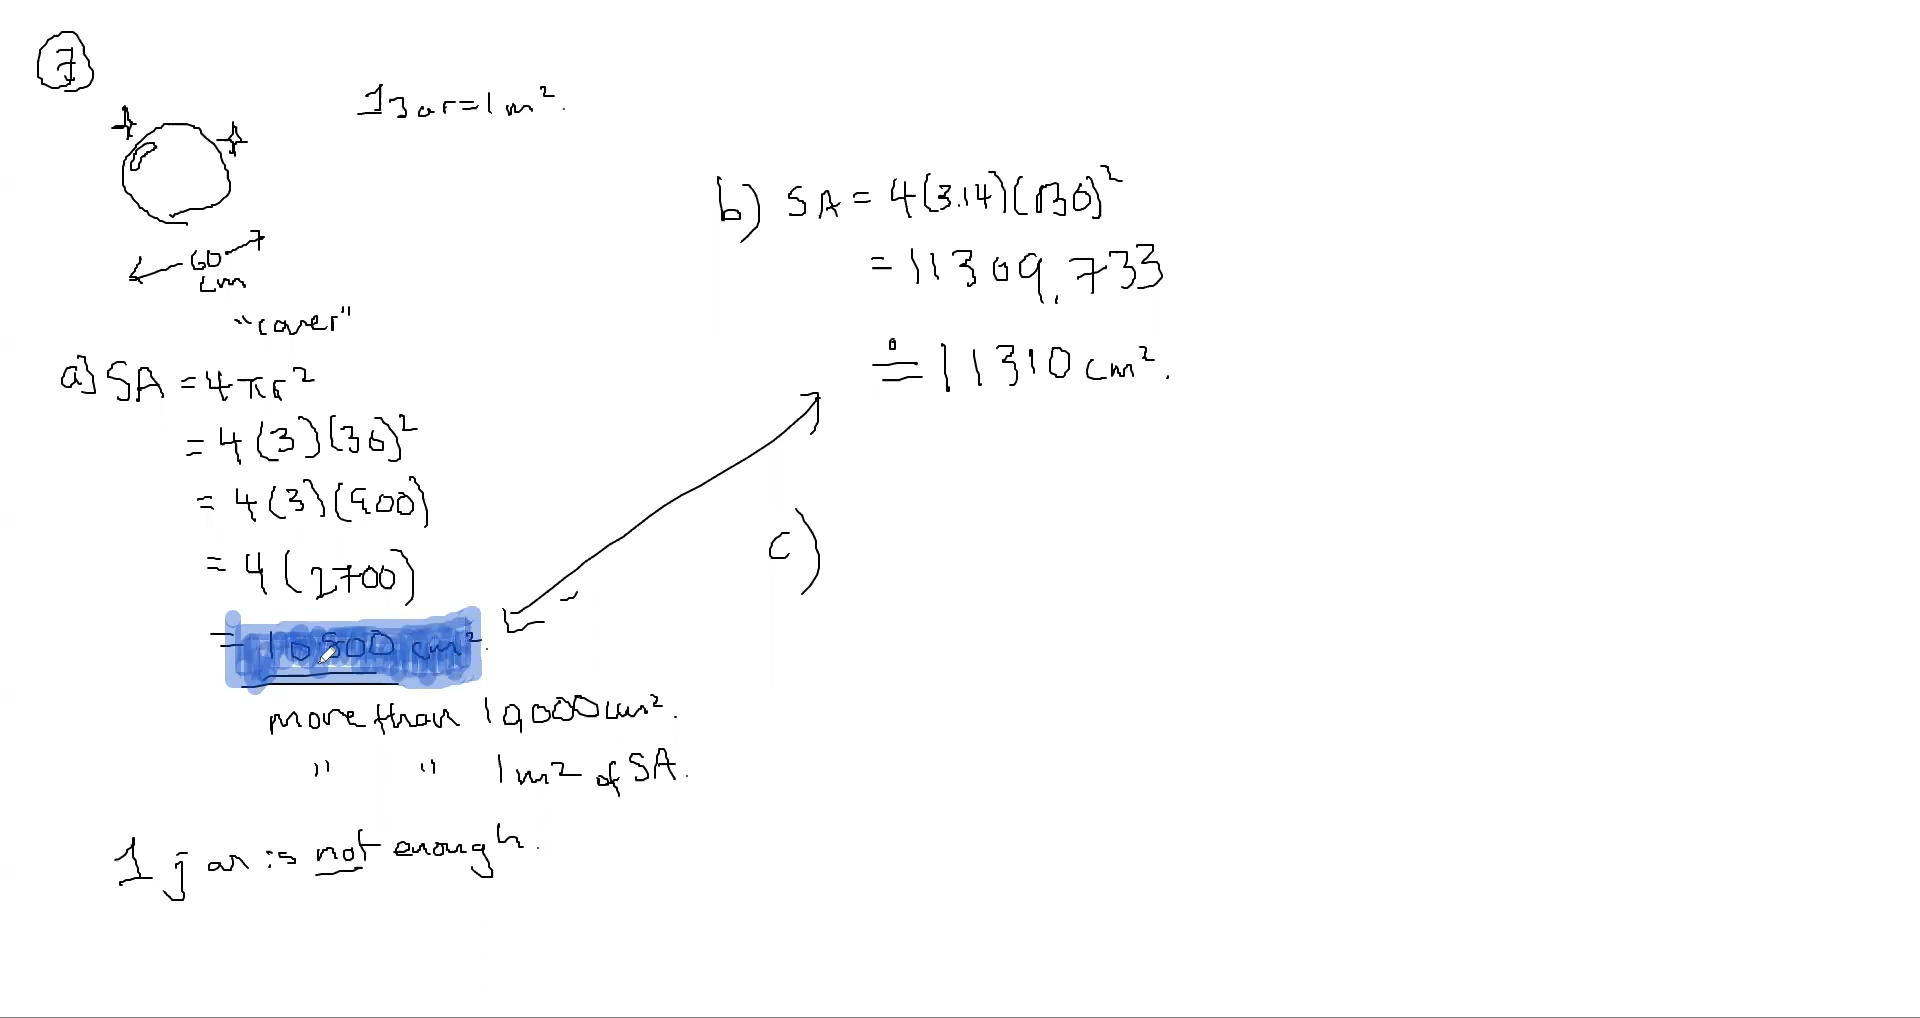 7
1 jar = 1 m².
60
cm
"cover"
a) SA = 4πr²
= 4(3)(30)²
= 4(3)(900)
= 4(2700)
= 10800 cm².
more than 10,000 cm².
" " 1 m² of SA.
1 jar is not enough.
b) SA = 4(3.14)(30)²
= 11309.733
≐ 11310 cm².
c)